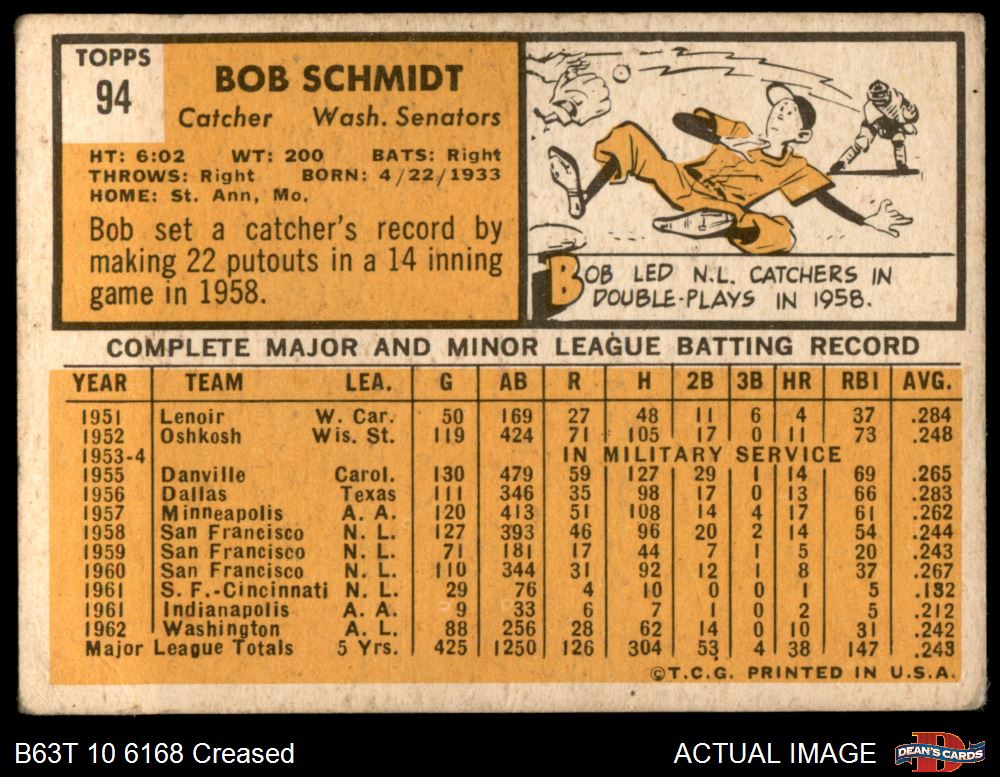 TOPPS
94
BOB SCHMIDT
Catcher Wash. Senators
HT: 6:02 WT: 200 BATS: Right
THROWS: Right BORN: 4/22/1933
HOME: St. Ann, Mo.
Bob set a catcher's record by
making 22 putouts in a 14 inning
game in 1958.
BOB LED N.L. CATCHERS IN
DOUBLE-PLAYS IN 1958.
COMPLETE MAJOR AND MINOR LEAGUE BATTING RECORD
YEAR TEAM LEA. G AB R H 2B 3B HR RBI AVG.
1951 Lenoir W. Car. 50 169 27 48 11 6 4 37 .284
1952 Oshkosh Wis. St. 119 424 71 105 17 0 11 73 .248
1953-4 IN MILITARY SERVICE
1955 Danville Carol. 130 479 59 127 29 1 14 69 .265
1956 Dallas Texas 111 346 35 98 17 0 13 66 .283
1957 Minneapolis A. A. 120 413 51 108 14 4 17 61 .262
1958 San Francisco N. L. 127 393 46 96 20 2 14 54 .244
1959 San Francisco N. L. 71 181 17 44 7 1 5 20 .243
1960 San Francisco N. L. 110 344 31 92 12 1 8 37 .267
1961 S. F.-Cincinnati N. L. 29 76 4 10 0 0 1 5 .132
1961 Indianapolis A. A. 9 33 6 7 1 0 2 5 .212
1962 Washington A. L. 88 256 28 62 14 0 10 31 .242
Major League Totals 5 Yrs. 425 1250 126 304 53 4 38 147 .243
©T.C.G. PRINTED IN U.S.A.
B63T 10 6168 Creased ACTUAL IMAGE
DEAN'S CARDS